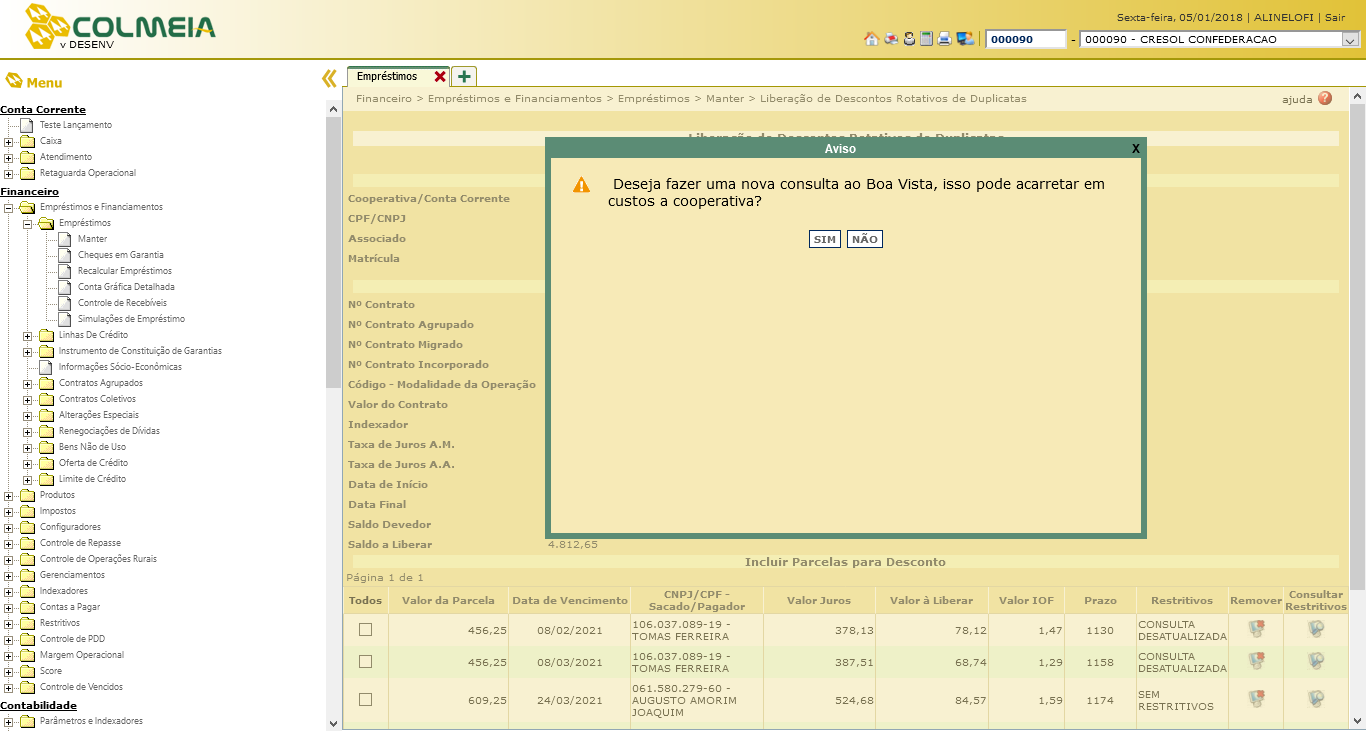 COLMEIA
v DESENV
Sexta-feira, 05/01/2018 | ALINELOFI | Sair
000090 - 000090 - CRESOL CONFEDERACAO
Menu
Conta Corrente
Teste Lançamento
Caixa
Atendimento
Retaguarda Operacional
Financeiro
Empréstimos e Financiamentos
Empréstimos
Manter
Cheques em Garantia
Recalcular Empréstimos
Conta Gráfica Detalhada
Controle de Recebíveis
Simulações de Empréstimo
Linhas De Crédito
Instrumento de Constituição de Garantias
Informações Sócio-Econômicas
Contratos Agrupados
Contratos Coletivos
Alterações Especiais
Renegociações de Dívidas
Bens Não de Uso
Oferta de Crédito
Limite de Crédito
Produtos
Impostos
Configuradores
Controle de Repasse
Controle de Operações Rurais
Gerenciamentos
Indexadores
Contas a Pagar
Restritivos
Controle de PDD
Margem Operacional
Score
Controle de Vencidos
Contabilidade
Parâmetros e Indexadores
Empréstimos
Financeiro > Empréstimos e Financiamentos > Empréstimos > Manter > Liberação de Descontos Rotativos de Duplicatas
ajuda ?
Liberação de Descontos Rotativos de Duplicatas
Aviso X
Deseja fazer uma nova consulta ao Boa Vista, isso pode acarretar em
custos a cooperativa?
SIM NÃO
Cooperativa/Conta Corrente
CPF/CNPJ
Associado
Matrícula
Nº Contrato
Nº Contrato Agrupado
Nº Contrato Migrado
Nº Contrato Incorporado
Código - Modalidade da Operação
Valor do Contrato
Indexador
Taxa de Juros A.M.
Taxa de Juros A.A.
Data de Início
Data Final
Saldo Devedor
Saldo a Liberar 4.812,65
Incluir Parcelas para Desconto
Página 1 de 1
Todos Valor da Parcela Data de Vencimento CNPJ/CPF - Sacado/Pagador Valor Juros Valor à Liberar Valor IOF Prazo Restritivos Remover Consultar Restritivos
456,25 08/02/2021 106.037.089-19 - TOMAS FERREIRA 378,13 78,12 1,47 1130 CONSULTA DESATUALIZADA
456,25 08/03/2021 106.037.089-19 - TOMAS FERREIRA 387,51 68,74 1,29 1158 CONSULTA DESATUALIZADA
609,25 24/03/2021 061.580.279-60 - AUGUSTO AMORIM JOAQUIM 524,68 84,57 1,59 1174 SEM RESTRITIVOS